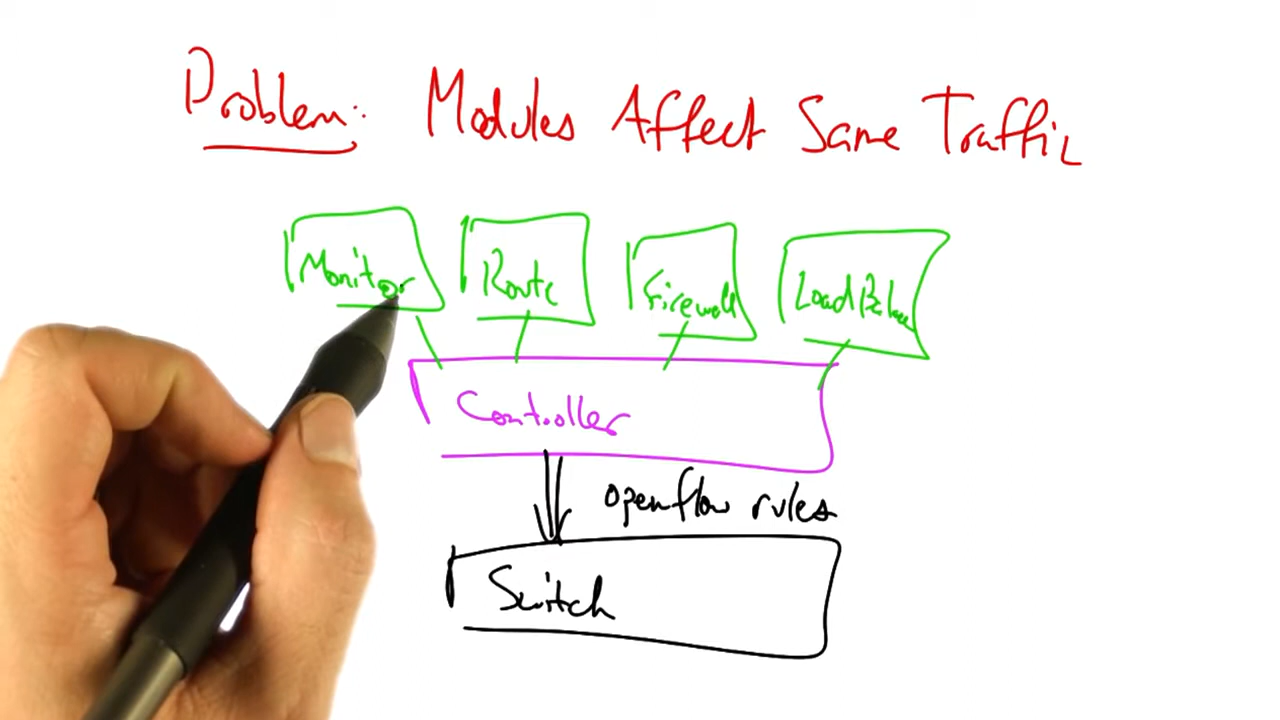 Problem: Modules Affect Same Traffic
Monitor Route Firewall
Controller
openflow rules
Switch